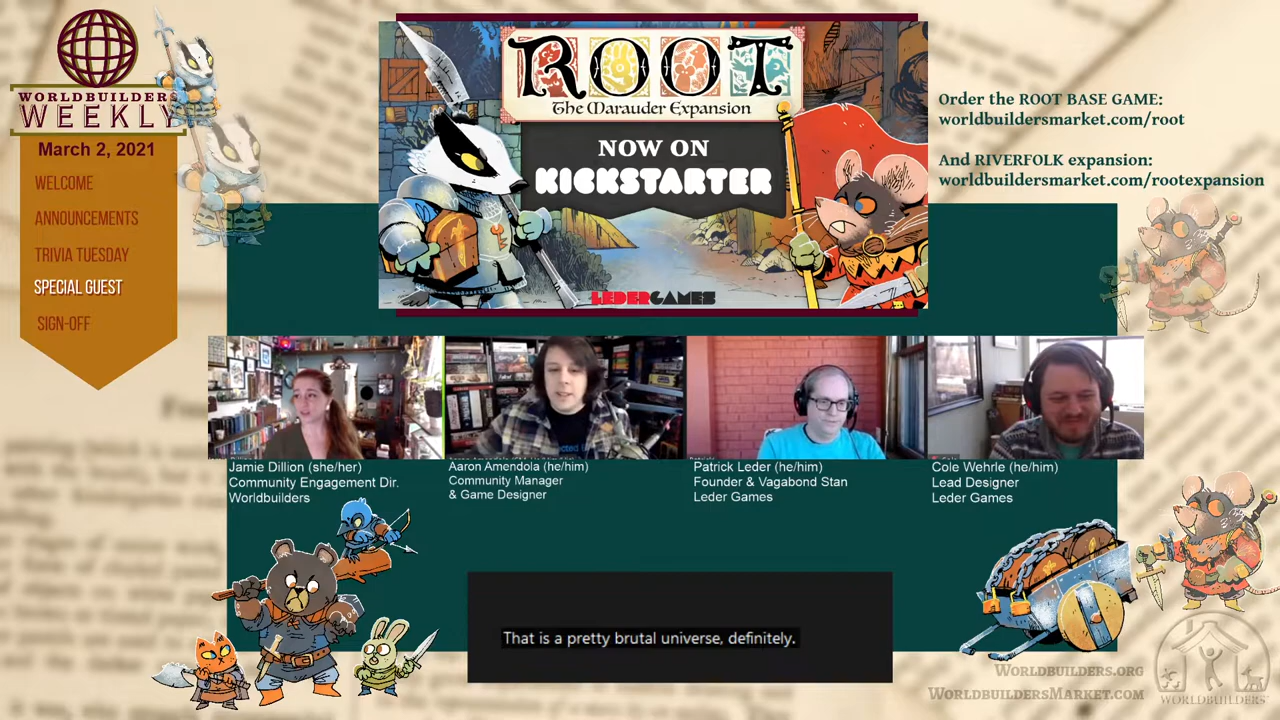 WORLDBUILDERS
WEEKLY
March 2, 2021
WELCOME
ANNOUNCEMENTS
TRIVIA TUESDAY
SPECIAL GUEST
SIGN-OFF
ROOT
The Marauder Expansion
NOW ON
KICKSTARTER
LEDERGAMES
Order the ROOT BASE GAME:
worldbuildersmarket.com/root
And RIVERFOLK expansion:
worldbuildersmarket.com/rootexpansion
Jamie Dillion (she/her)
Community Engagement Dir.
Worldbuilders
Aaron Amendola (he/him)
Community Manager
& Game Designer
Patrick Leder (he/him)
Founder & Vagabond Stan
Leder Games
Cole Wehrle (he/him)
Lead Designer
Leder Games
That is a pretty brutal universe, definitely.
WORLDBUILDERS.ORG
WORLDBUILDERSMARKET.COM
WORLDBUILDERS